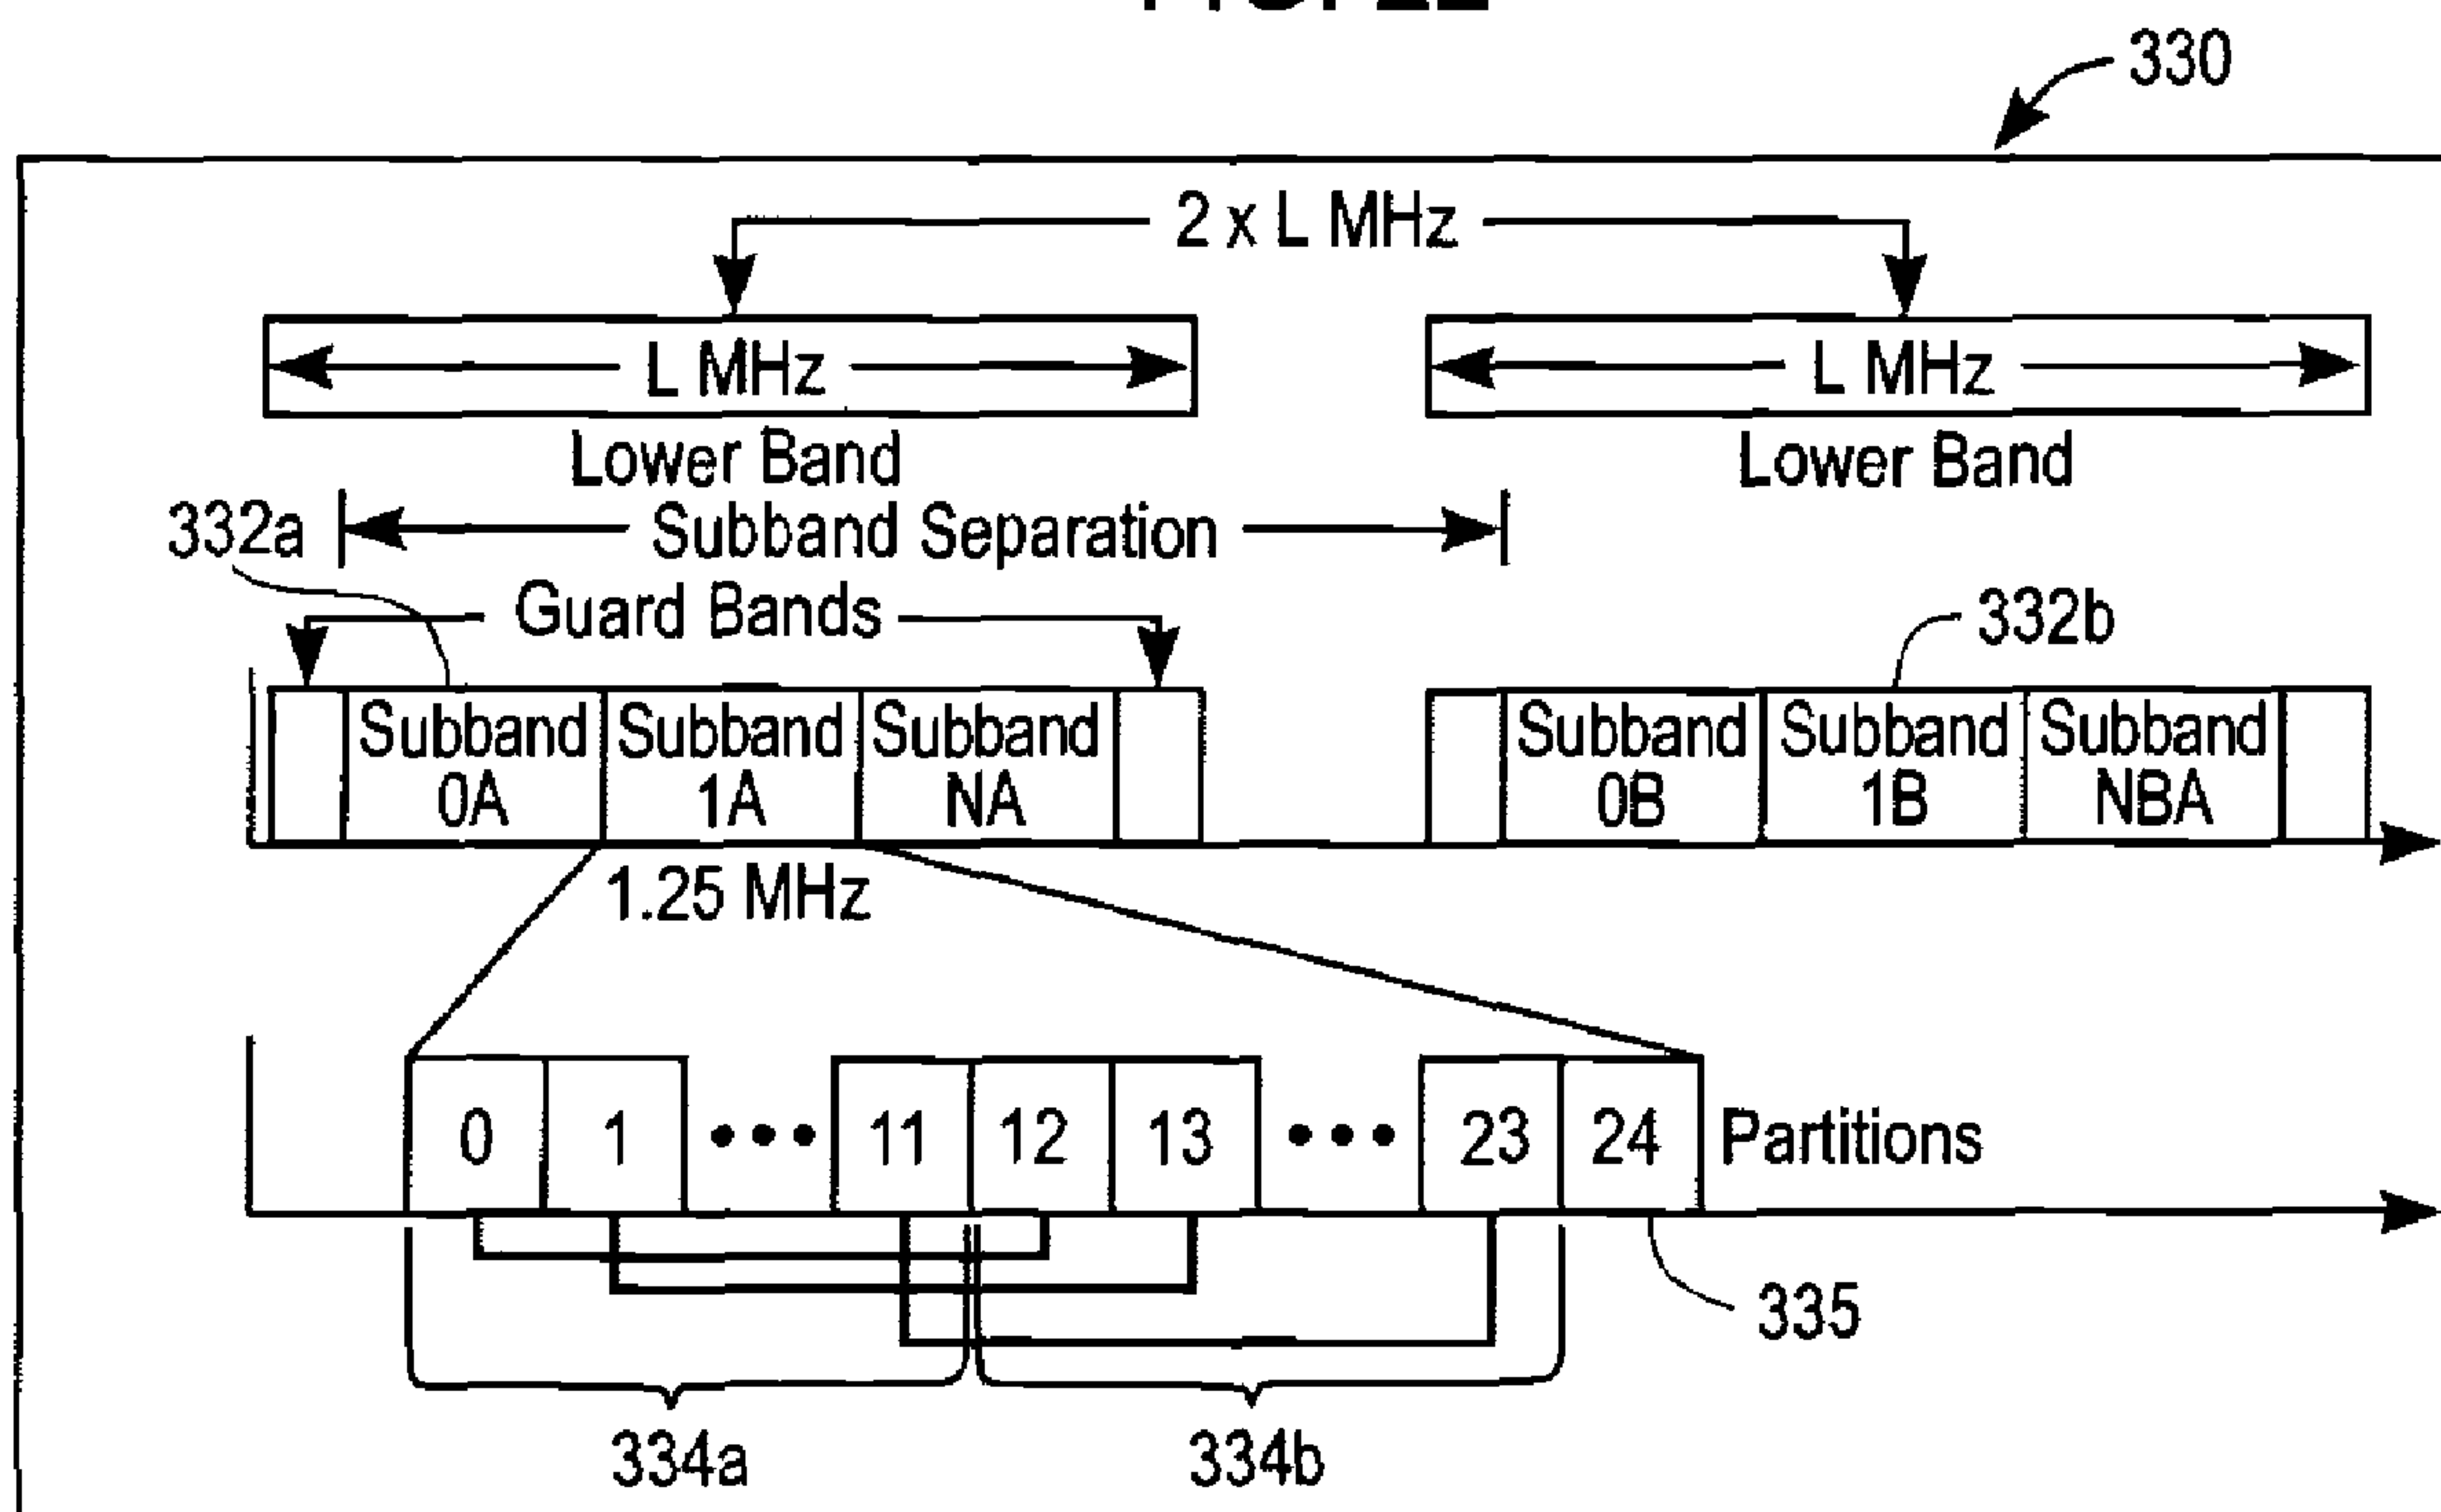 330
2 x L MHz
L MHz
L MHz
Lower Band
Lower Band
332a
Subband Separation
Guard Bands
332b
Subband 0A
Subband 1A
Subband NA
Subband 0B
Subband 1B
Subband NBA
1.25 MHz
0 1 ••• 11 12 13 ••• 23 24 Partitions
335
334a
334b